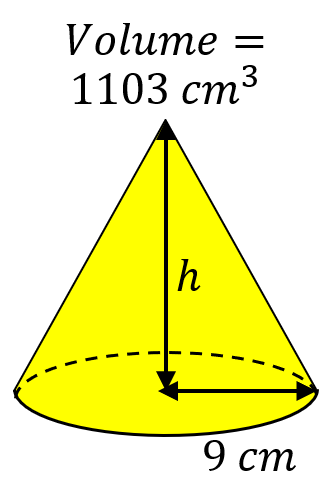 Volume =
1103 cm³
h
9 cm